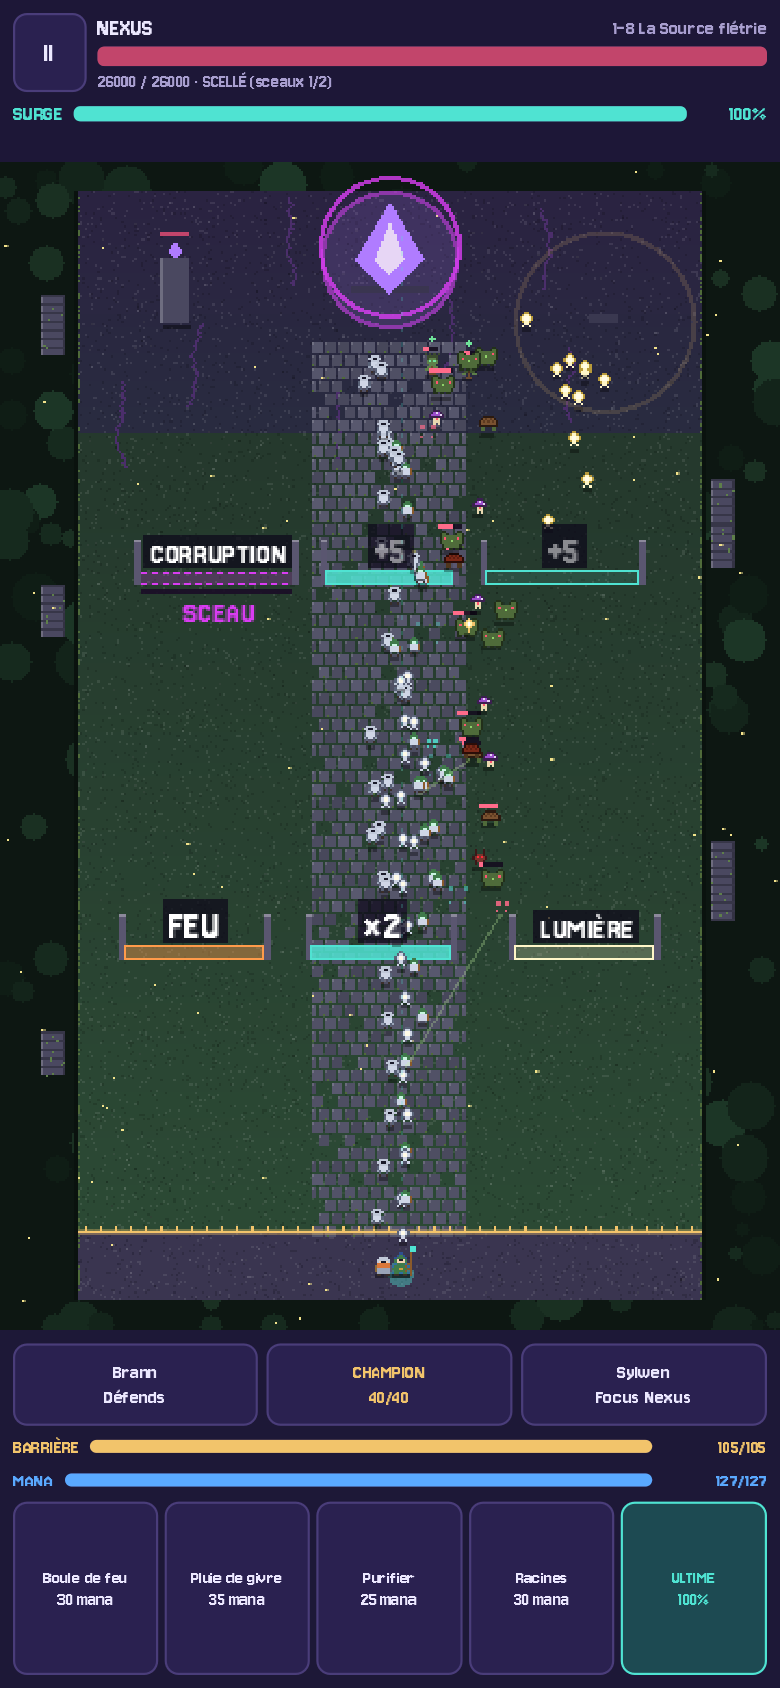 II
NEXUS
1-8 La Source flétrie
26000 / 26000 · SCELLÉ (sceaux 1/2)
SURGE
100%
CORRUPTION
+5
+5
SCEAU
FEU
x2
LUMIÈRE
Brann
Défends
CHAMPION
40/40
Sylwen
Focus Nexus
BARRIÈRE
105/105
MANA
127/127
Boule de feu
30 mana
Pluie de givre
35 mana
Purifier
25 mana
Racines
30 mana
ULTIME
100%